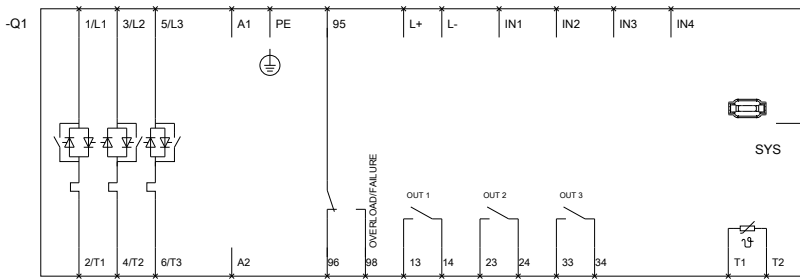 -Q1 1/L1 3/L2 5/L3 A1 PE 95 L+ L- IN1 IN2 IN3 IN4
SYS
OVERLOAD/FAILURE
OUT 1 OUT 2 OUT 3
ϑ
2/T1 4/T2 6/T3 A2 96 98 13 14 23 24 33 34 T1 T2